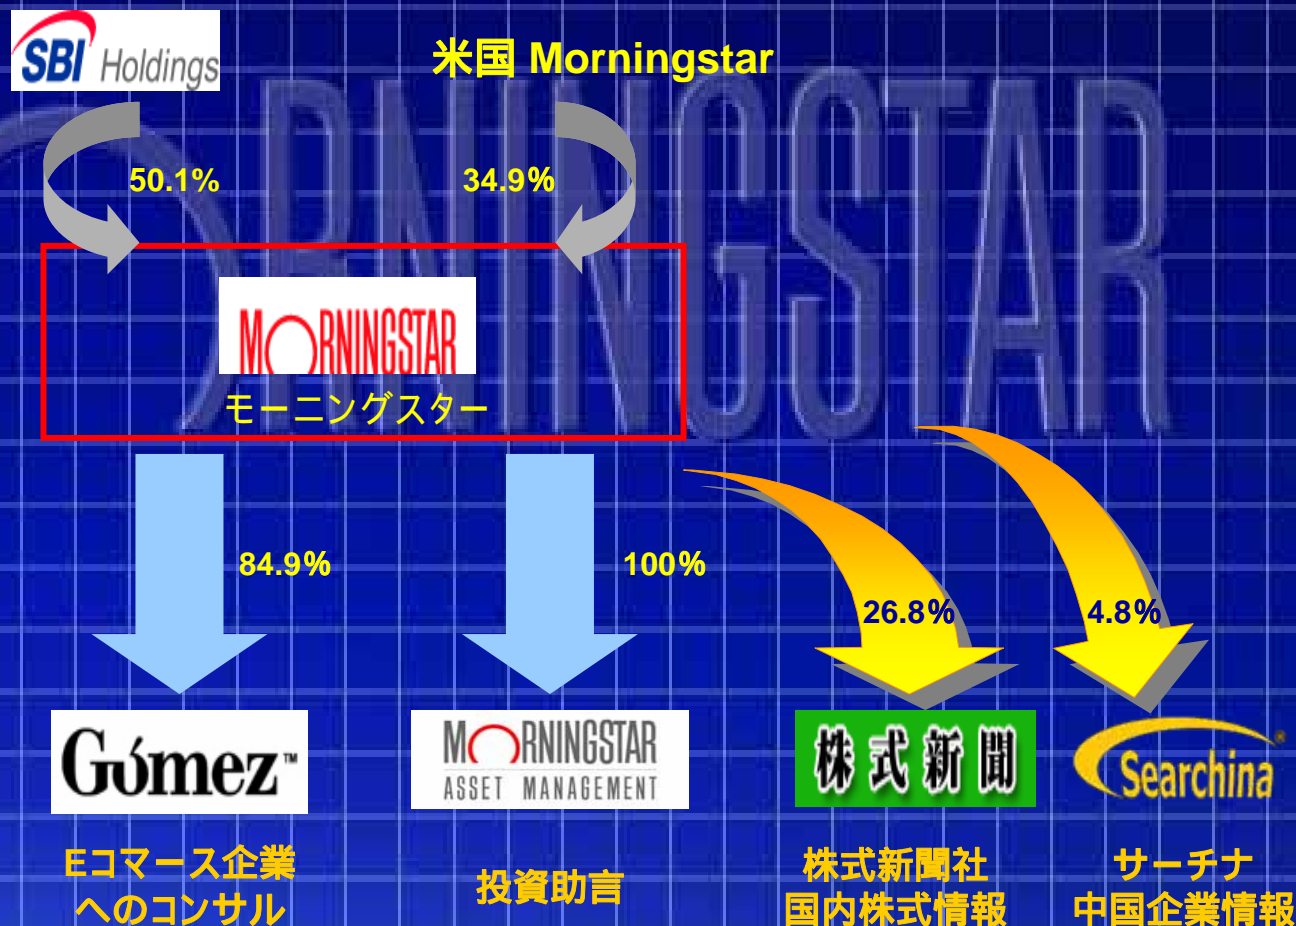 SBI Holdings
米国 Morningstar
50.1%
34.9%
MORNINGSTAR
MORNINGSTAR
モーニングスター
84.9%
100%
26.8%
4.8%
Gómez™
MORNINGSTAR
ASSET MANAGEMENT
株式新聞
Searchina®
Eコマース企業
へのコンサル
投資助言
株式新聞社
国内株式情報
サーチナ
中国企業情報